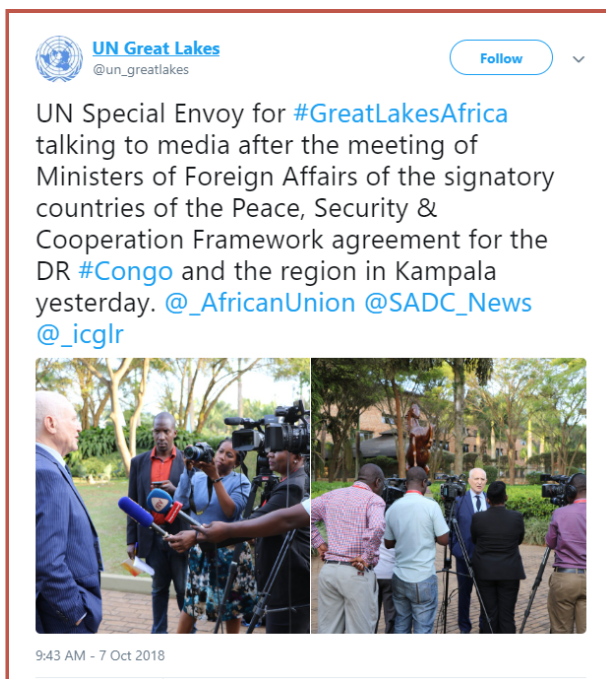 UN Great Lakes
@un_greatlakes
Follow
UN Special Envoy for #GreatLakesAfrica
talking to media after the meeting of
Ministers of Foreign Affairs of the signatory
countries of the Peace, Security &
Cooperation Framework agreement for the
DR #Congo and the region in Kampala
yesterday. @_AfricanUnion @SADC_News
@_icglr
9:43 AM - 7 Oct 2018